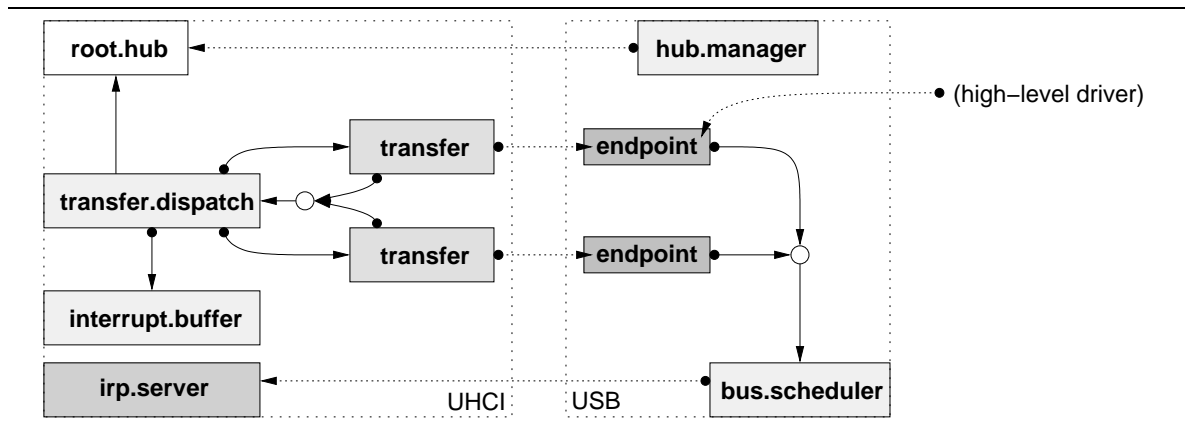 root.hub
hub.manager
(high−level driver)
transfer
endpoint
transfer.dispatch
transfer
endpoint
interrupt.buffer
irp.server
UHCI
USB
bus.scheduler